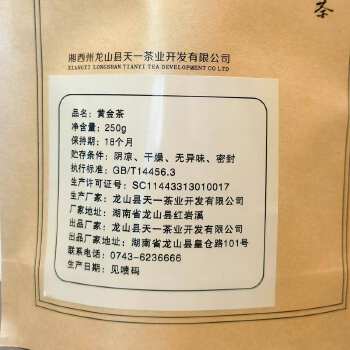 茶
湘西州龙山县天一茶业开发有限公司
XIANGXI LONGSHAN TIANYI TEA DEVELOPMENT CO LTD
品名：黄金茶
净含量：250g
保持期：18个月
贮存条件：阴凉、干燥、无异味、密封
执行标准：GB/T14456.3
生产许可证号：SC11443313010017
生产厂家：龙山县天一茶业开发有限公司
厂家地址：湖南省龙山县红岩溪
出品厂家：龙山县天一茶业开发有限公司
出品厂家地址：湖南省龙山县皇仓路101号
联系电话：0743-6236666
生产日期：见喷码